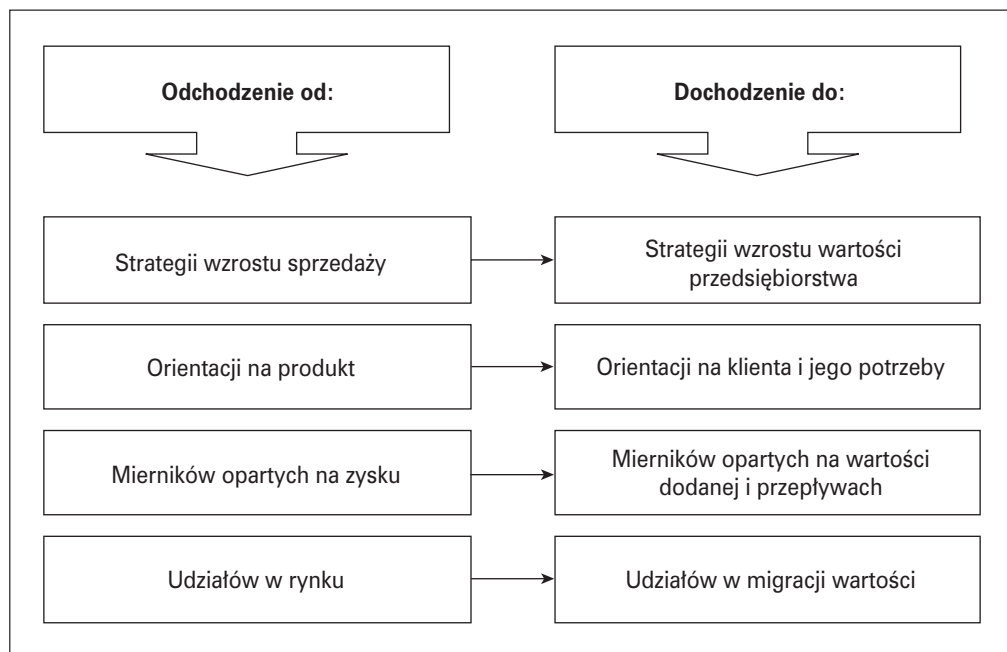 Odchodzenie od:
Dochodzenie do:
Strategii wzrostu sprzedaży
Strategii wzrostu wartości
przedsiębiorstwa
Orientacji na produkt
Orientacji na klienta i jego potrzeby
Mierników opartych na zysku
Mierników opartych na wartości
dodanej i przepływach
Udziałów w rynku
Udziałów w migracji wartości